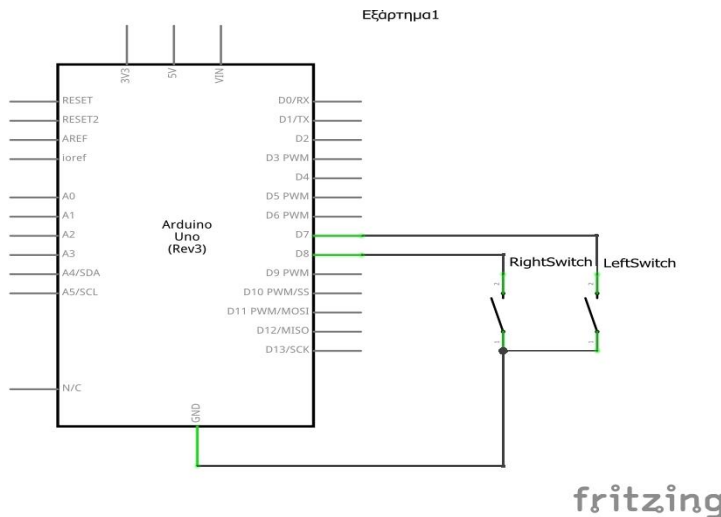 Εξάρτημα1
3V3
5V
VIN
RESET
RESET2
AREF
ioref
A0
A1
A2
A3
A4/SDA
A5/SCL
N/C
Arduino
Uno
(Rev3)
D0/RX
D1/TX
D2
D3 PWM
D4
D5 PWM
D6 PWM
D7
D8
D9 PWM
D10 PWM/SS
D11 PWM/MOSI
D12/MISO
D13/SCK
GND
RightSwitch
LeftSwitch
2
2
1
1
fritzing